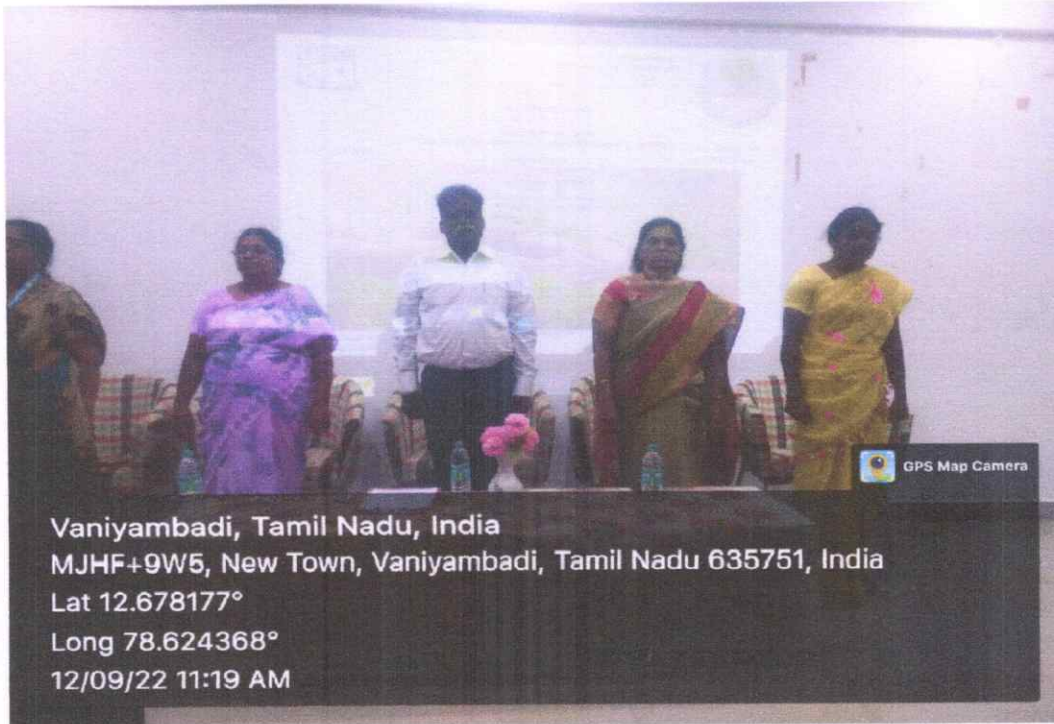 GPS Map Camera
Vaniyambadi, Tamil Nadu, India
MJHF+9W5, New Town, Vaniyambadi, Tamil Nadu 635751, India
Lat 12.678177°
Long 78.624368°
12/09/22 11:19 AM